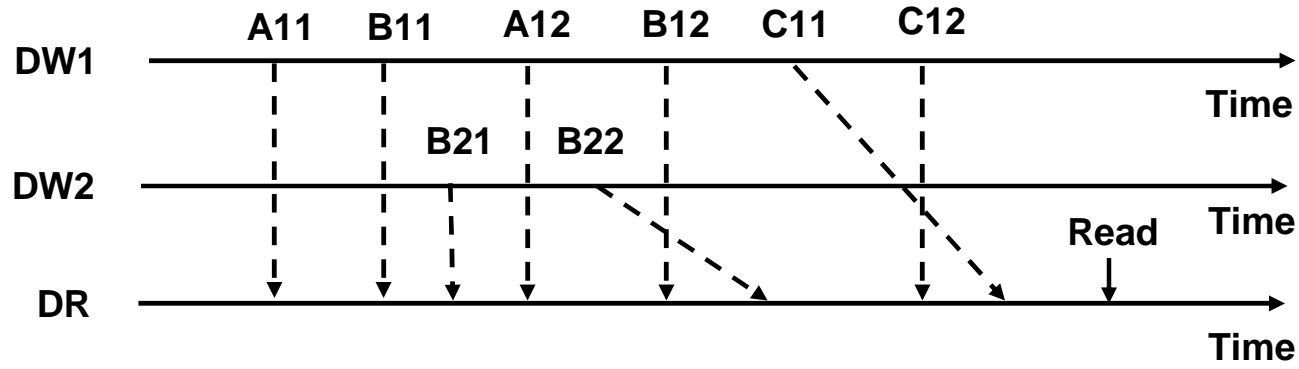 A11 B11 A12 B12 C11 C12
DW1
Time
B21 B22
DW2
Time
Read
DR
Time